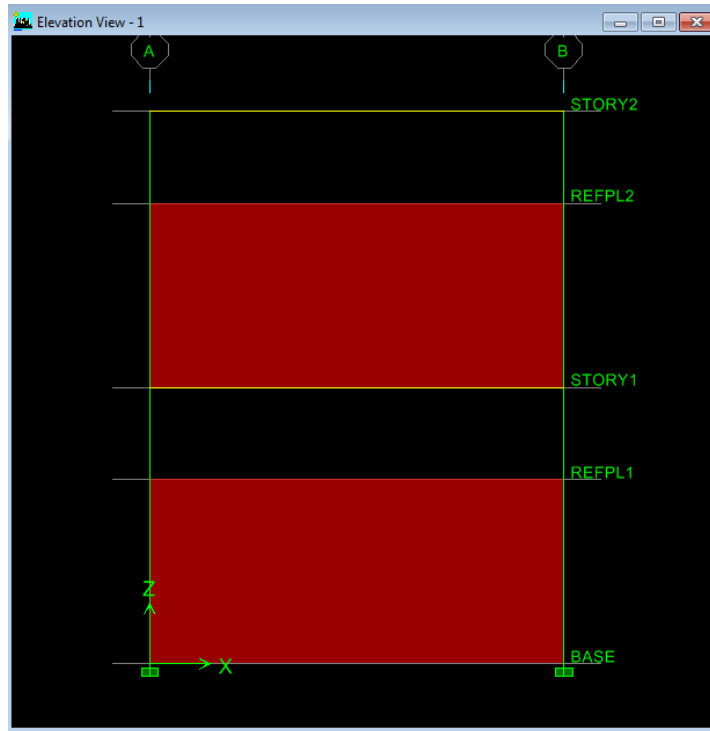 Elevation View - 1
A
B
STORY2
REFPL2
STORY1
REFPL1
Z
X
BASE